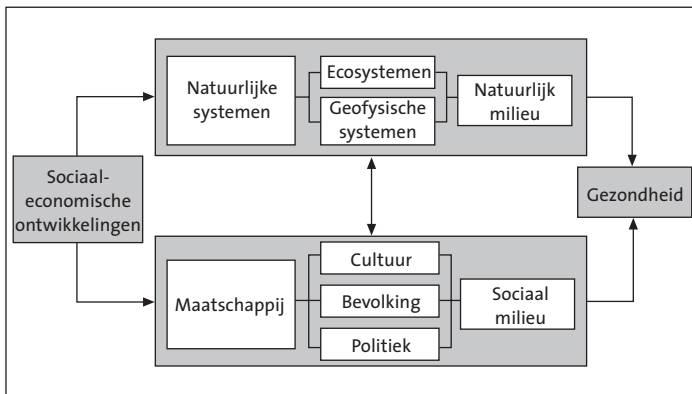 Sociaal-
economische
ontwikkelingen
Natuurlijke
systemen
Ecosystemen
Geofysische
systemen
Natuurlijk
milieu
Maatschappij
Cultuur
Bevolking
Politiek
Sociaal
milieu
Gezondheid